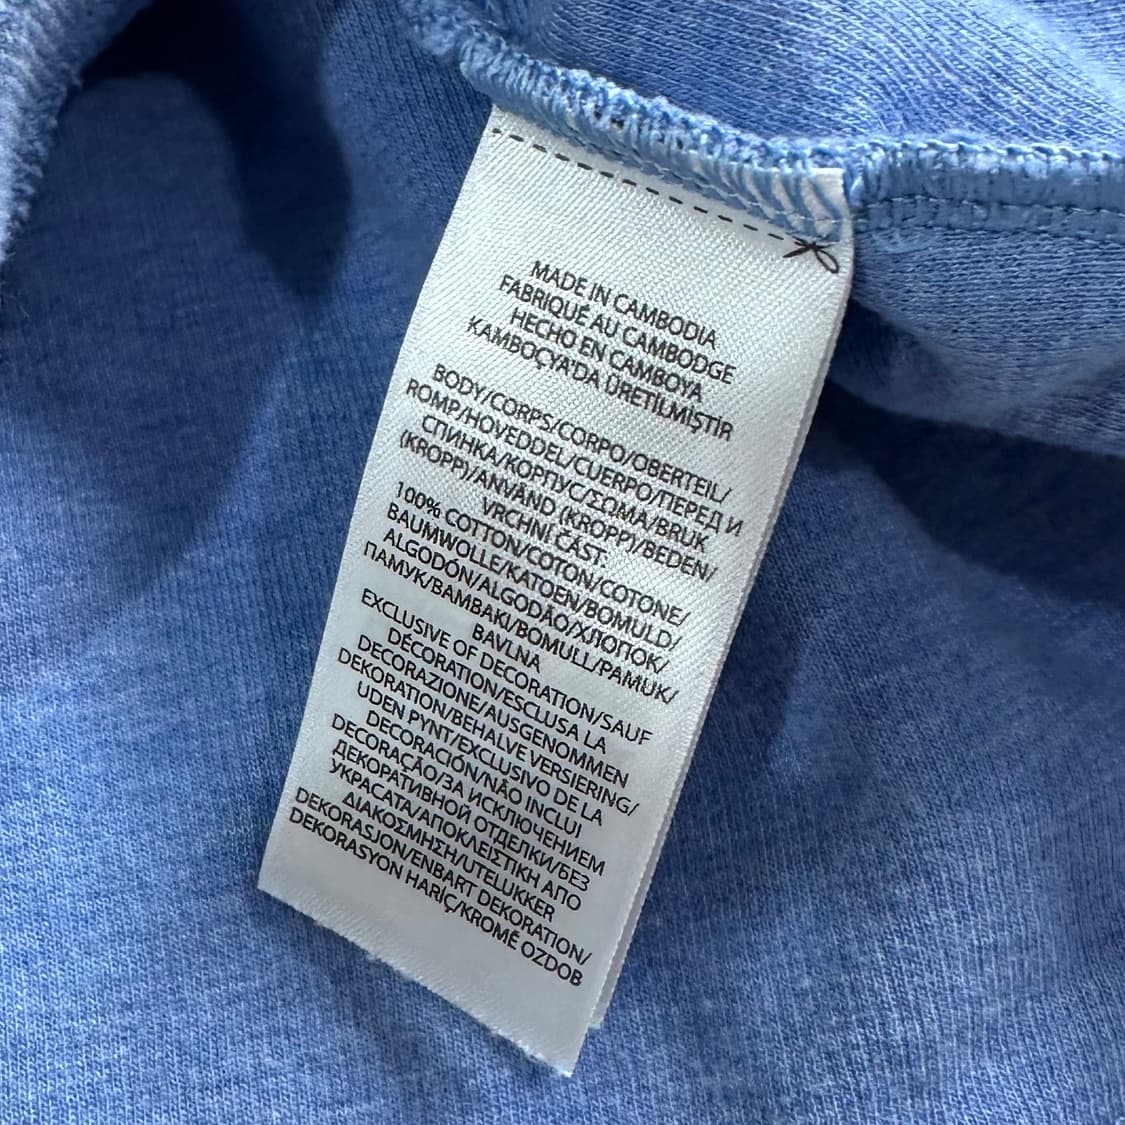 MADE IN CAMBODIA
FABRIQUÉ AU CAMBODGE
HECHO EN CAMBOYA
KAMBOÇYA'DA ÜRETİLMİŞTİR
BODY/CORPS/CORPO/OBERTEIL/
ROMP/HOVEDDEL/CUERPO/ПЕРЕД И
СПИНКА/КОРПУС/ΣΩΜΑ/BRUK
(KROPP)/ANVÄND (KROPP)/BEDEN/
VRCHNÍ ČÁST:
100% COTTON/COTON/COTONE/
BAUMWOLLE/KATOEN/BOMULD/
ALGODÓN/ALGODÃO/ХЛОПОК/
ПАМУК/ΒΑΜΒΑΚΙ/BOMULL/PAMUK/
BAVLNA
EXCLUSIVE OF DECORATION/SAUF
DÉCORATION/ESCLUSA LA
DECORAZIONE/AUSGENOMMEN
DEKORATION/BEHALVE VERSIERING/
UDEN PYNT/EXCLUSIVO DE LA
DECORACIÓN/NÃO INCLUI
DECORAÇÃO/ЗА ИСКЛЮЧЕНИЕМ
ДЕКОРАТИВНОЙ ОТДЕЛКИ/БЕЗ
УКРАСАТА/ΑΠΟΚΛΕΙΣΤΙΚΗ ΑΠΟ
ΔΙΑΚΟΣΜΗΣΗ/UTELUKKER
DEKORASJON/ENBART DEKORATION/
DEKORASYON HARİÇ/KROMĚ OZDOB